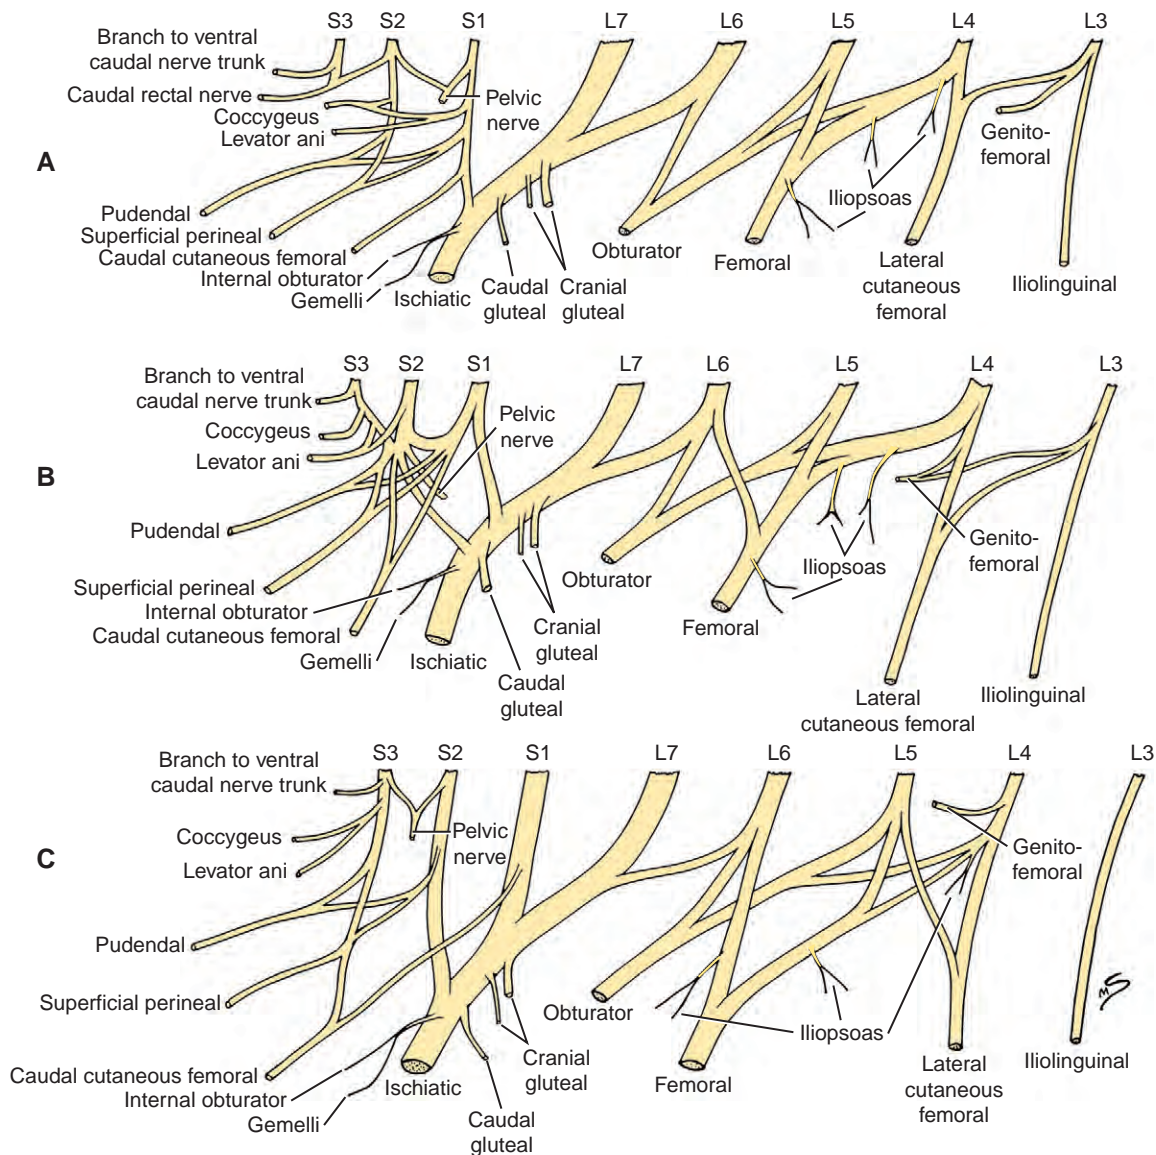 S3 S2 S1 L7 L6 L5 L4 L3
Branch to ventral
caudal nerve trunk
Caudal rectal nerve
Coccygeus
Levator ani
Pelvic
nerve
Genito-
femoral
A
Iliopsoas
Pudendal
Superficial perineal
Caudal cutaneous femoral
Internal obturator
Gemelli
Ischiatic
Caudal
gluteal
Cranial
gluteal
Obturator
Femoral
Lateral
cutaneous
femoral
Iliolinguinal
S3 S2 S1 L7 L6 L5 L4 L3
Branch to ventral
caudal nerve trunk
Coccygeus
Levator ani
Pelvic
nerve
B
Pudendal
Genito-
femoral
Iliopsoas
Superficial perineal
Internal obturator
Caudal cutaneous femoral
Gemelli
Ischiatic
Caudal
gluteal
Cranial
gluteal
Obturator
Femoral
Lateral
cutaneous femoral
Iliolinguinal
S3 S2 S1 L7 L6 L5 L4 L3
Branch to ventral
caudal nerve trunk
Coccygeus
Levator ani
Pelvic
nerve
Genito-
femoral
C
Pudendal
Superficial perineal
Caudal cutaneous femoral
Internal obturator
Gemelli
Ischiatic
Caudal
gluteal
Cranial
gluteal
Obturator
Femoral
Iliopsoas
Lateral
cutaneous
femoral
Iliolinguinal